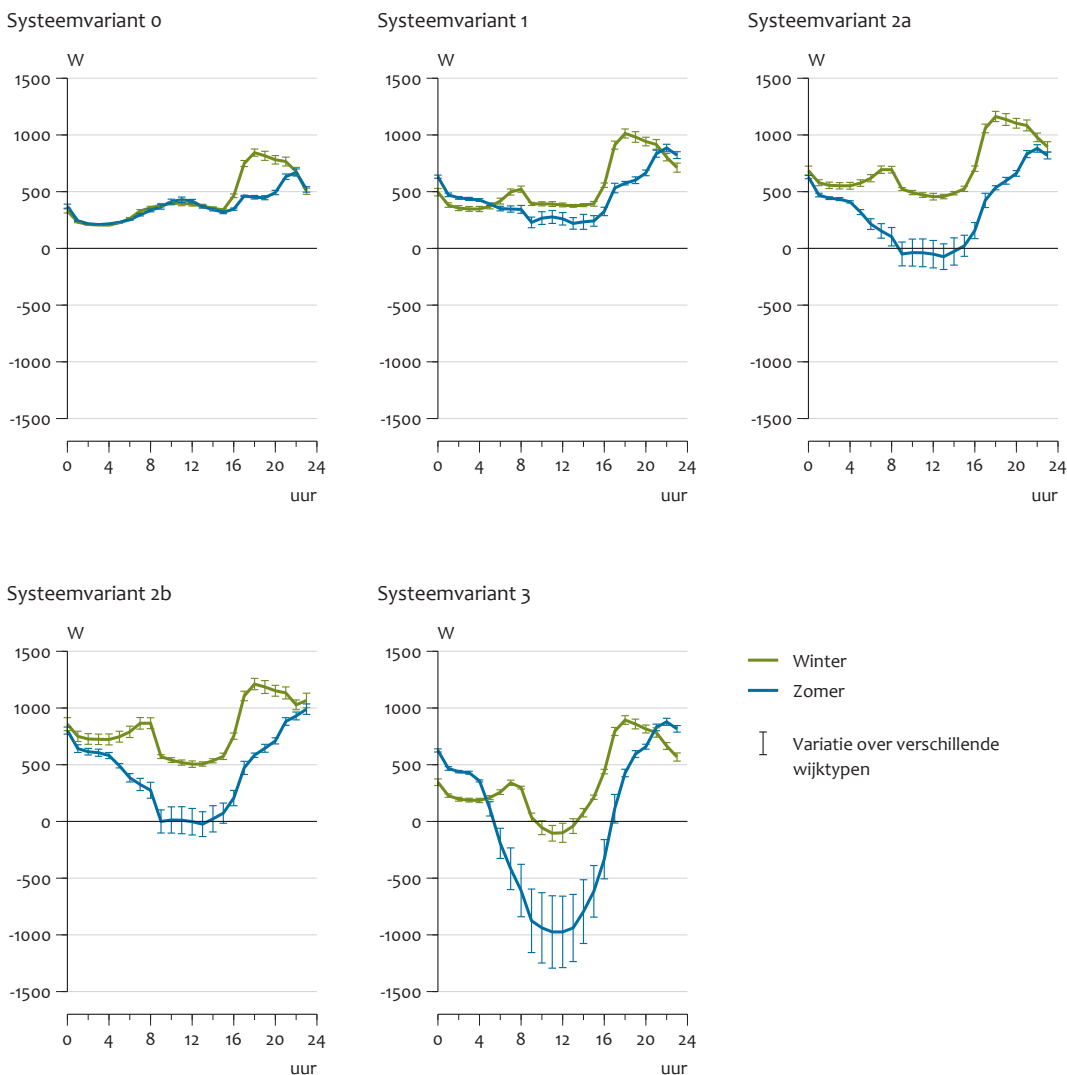 Systeemvariant 0
W
1500
1000
500
0
-500
-1000
-1500
0 4 8 12 16 20 24
uur
Systeemvariant 1
W
1500
1000
500
0
-500
-1000
-1500
0 4 8 12 16 20 24
uur
Systeemvariant 2a
W
1500
1000
500
0
-500
-1000
-1500
0 4 8 12 16 20 24
uur
Systeemvariant 2b
W
1500
1000
500
0
-500
-1000
-1500
0 4 8 12 16 20 24
uur
Systeemvariant 3
W
1500
1000
500
0
-500
-1000
-1500
0 4 8 12 16 20 24
uur
Winter
Zomer
Variatie over verschillende
wijktypen